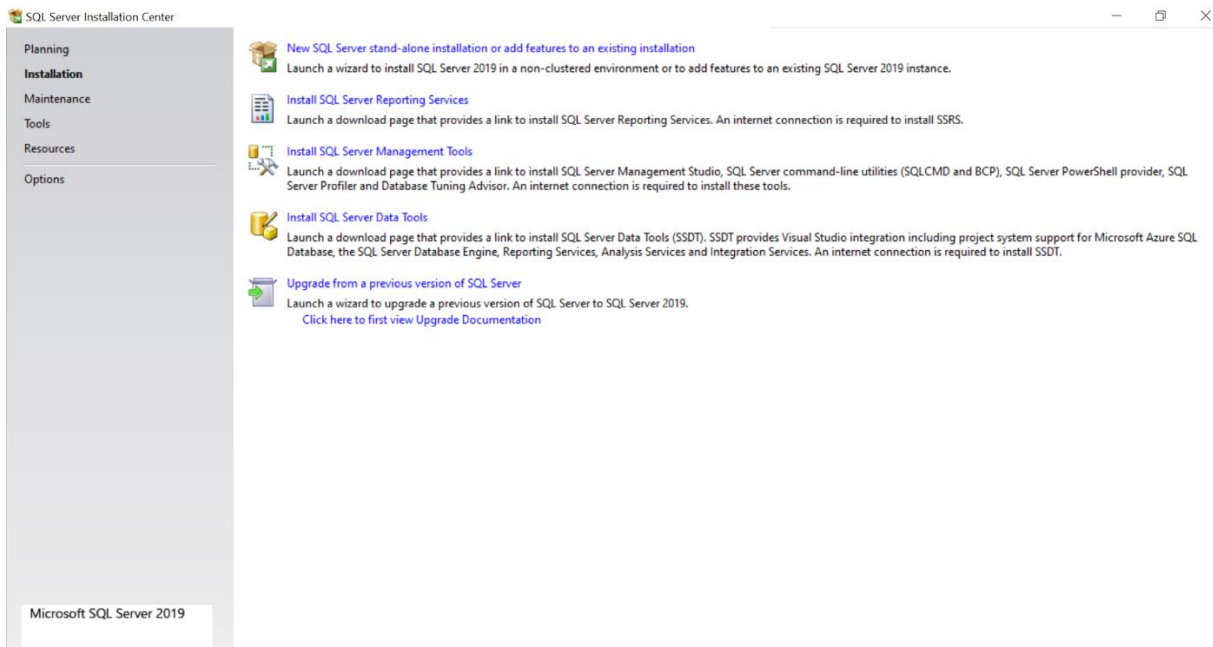 SQL Server Installation Center
Planning
Installation
Maintenance
Tools
Resources
Options
New SQL Server stand-alone installation or add features to an existing installation
Launch a wizard to install SQL Server 2019 in a non-clustered environment or to add features to an existing SQL Server 2019 instance.
Install SQL Server Reporting Services
Launch a download page that provides a link to install SQL Server Reporting Services. An internet connection is required to install SSRS.
Install SQL Server Management Tools
Launch a download page that provides a link to install SQL Server Management Studio, SQL Server command-line utilities (SQLCMD and BCP), SQL Server PowerShell provider, SQL
Server Profiler and Database Tuning Advisor. An internet connection is required to install these tools.
Install SQL Server Data Tools
Launch a download page that provides a link to install SQL Server Data Tools (SSDT). SSDT provides Visual Studio integration including project system support for Microsoft Azure SQL
Database, the SQL Server Database Engine, Reporting Services, Analysis Services and Integration Services. An internet connection is required to install SSDT.
Upgrade from a previous version of SQL Server
Launch a wizard to upgrade a previous version of SQL Server to SQL Server 2019.
Click here to first view Upgrade Documentation
Microsoft SQL Server 2019